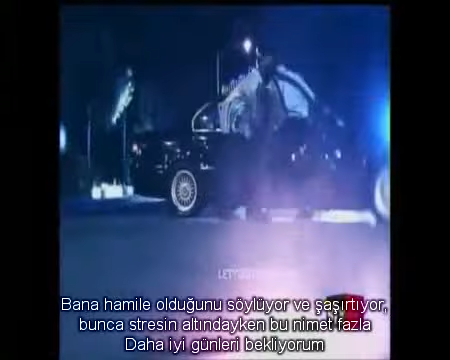 Bana hamile olduğunu söylüyor ve şaşırtıyor,
bunca stresin altındayken bu nimet fazla
Daha iyi günleri bekliyorum